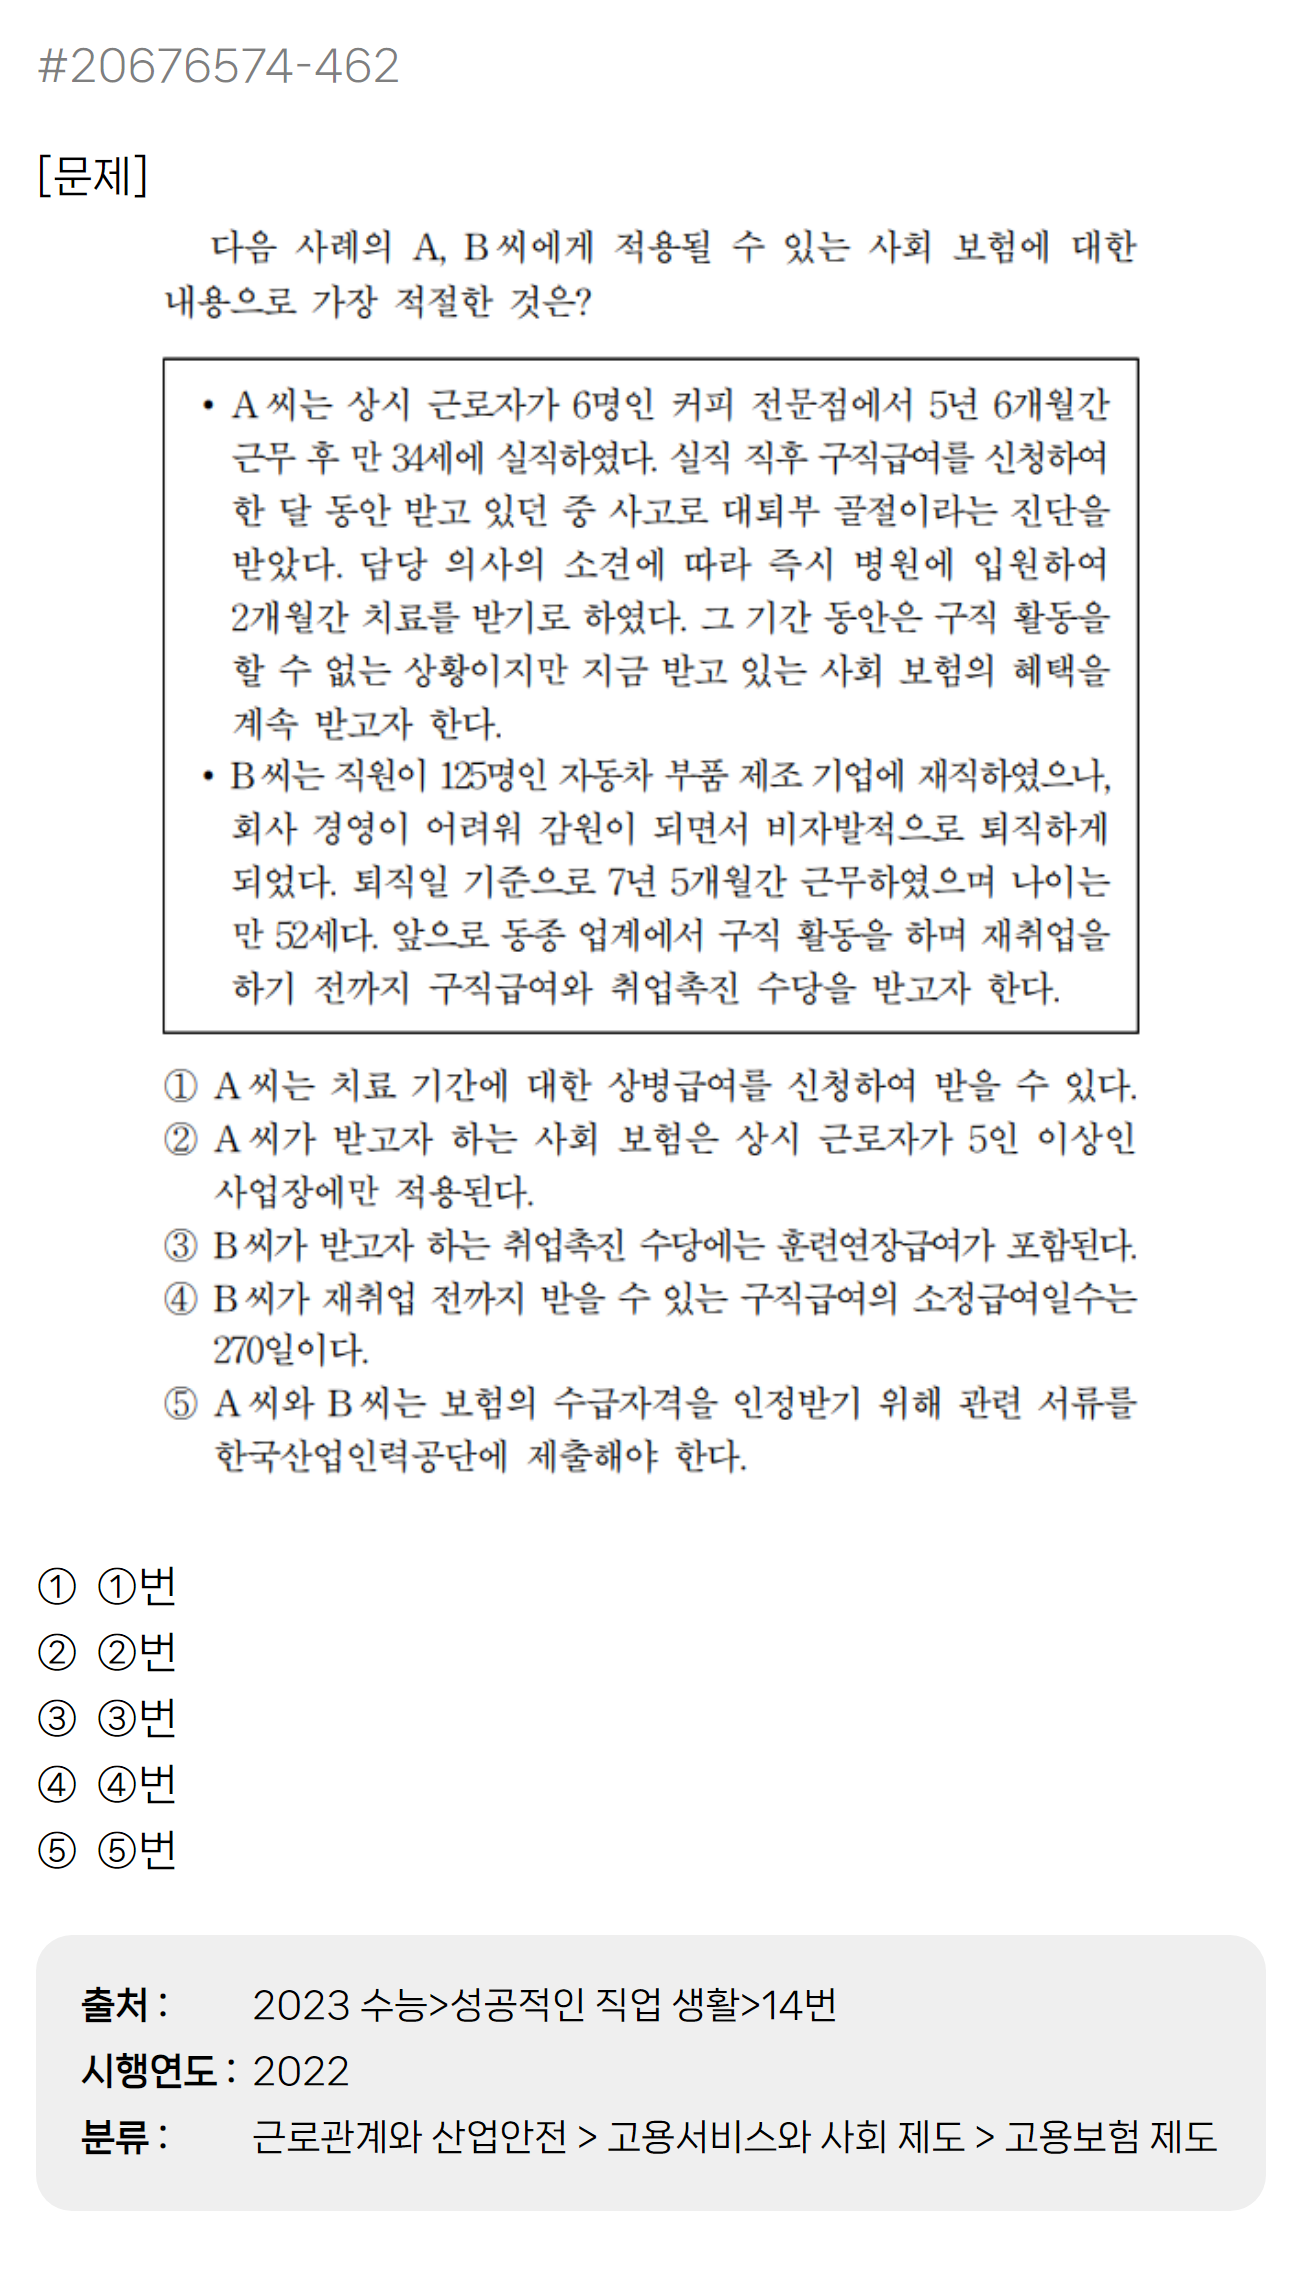 #20676574-462
[문제]
다음 사례의 A, B씨에게 적용될 수 있는 사회 보험에 대한
내용으로 가장 적절한 것은?
• A씨는 상시 근로자가 6명인 커피 전문점에서 5년 6개월간
근무 후 만 34세에 실직하였다. 실직 직후 구직급여를 신청하여
한 달 동안 받고 있던 중 사고로 대퇴부 골절이라는 진단을
받았다. 담당 의사의 소견에 따라 즉시 병원에 입원하여
2개월간 치료를 받기로 하였다. 그 기간 동안은 구직 활동을
할 수 없는 상황이지만 지금 받고 있는 사회 보험의 혜택을
계속 받고자 한다.
• B씨는 직원이 125명인 자동차 부품 제조 기업에 재직하였으나,
회사 경영이 어려워 감원이 되면서 비자발적으로 퇴직하게
되었다. 퇴직일 기준으로 7년 5개월간 근무하였으며 나이는
만 52세다. 앞으로 동종 업계에서 구직 활동을 하며 재취업을
하기 전까지 구직급여와 취업촉진 수당을 받고자 한다.
① A씨는 치료 기간에 대한 상병급여를 신청하여 받을 수 있다.
② A씨가 받고자 하는 사회 보험은 상시 근로자가 5인 이상인
사업장에만 적용된다.
③ B씨가 받고자 하는 취업촉진 수당에는 훈련연장급여가 포함된다.
④ B씨가 재취업 전까지 받을 수 있는 구직급여의 소정급여일수는
270일이다.
⑤ A씨와 B씨는 보험의 수급자격을 인정받기 위해 관련 서류를
한국산업인력공단에 제출해야 한다.
① ①번
② ②번
③ ③번
④ ④번
⑤ ⑤번
출처 : 2023 수능>성공적인 직업 생활>14번
시행연도 : 2022
분류 : 근로관계와 산업안전 > 고용서비스와 사회 제도 > 고용보험 제도